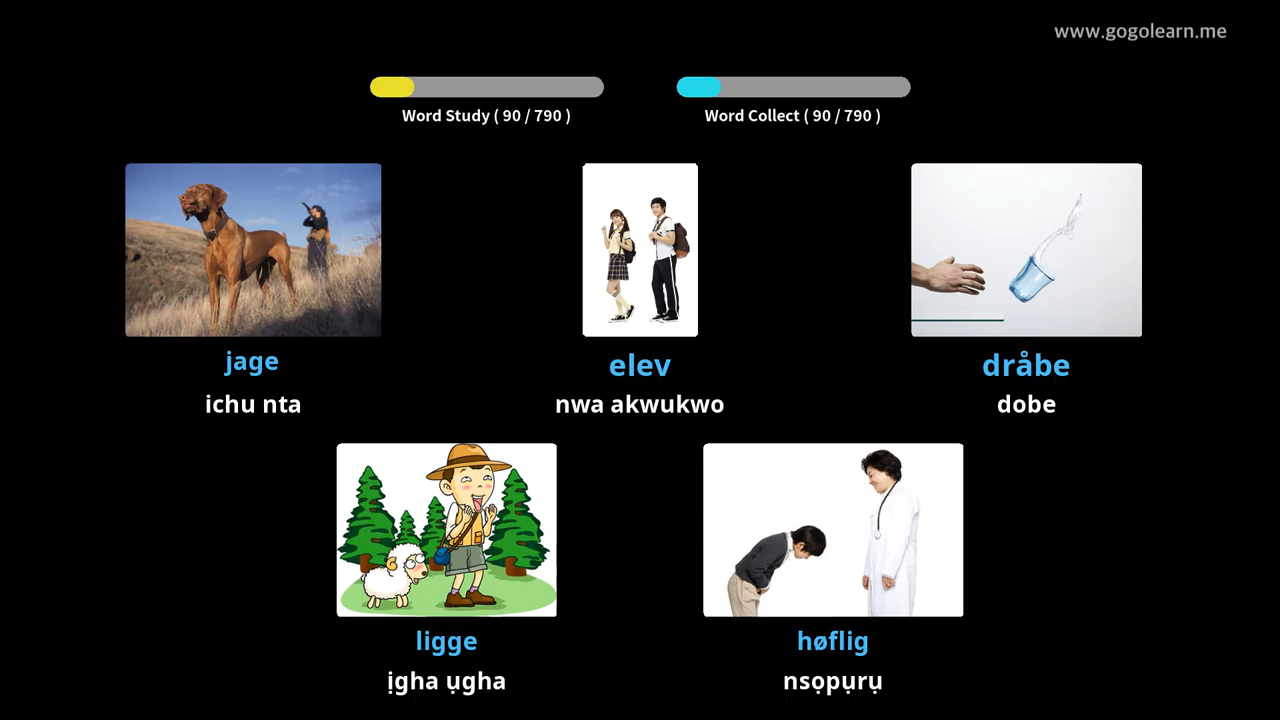 www.gogolearn.me
Word Study ( 90 / 790 )
Word Collect ( 90 / 790 )
jage
ichu nta
elev
nwa akwukwo
dråbe
dobe
ligge
ịgha ụgha
høflig
nsọpụrụ